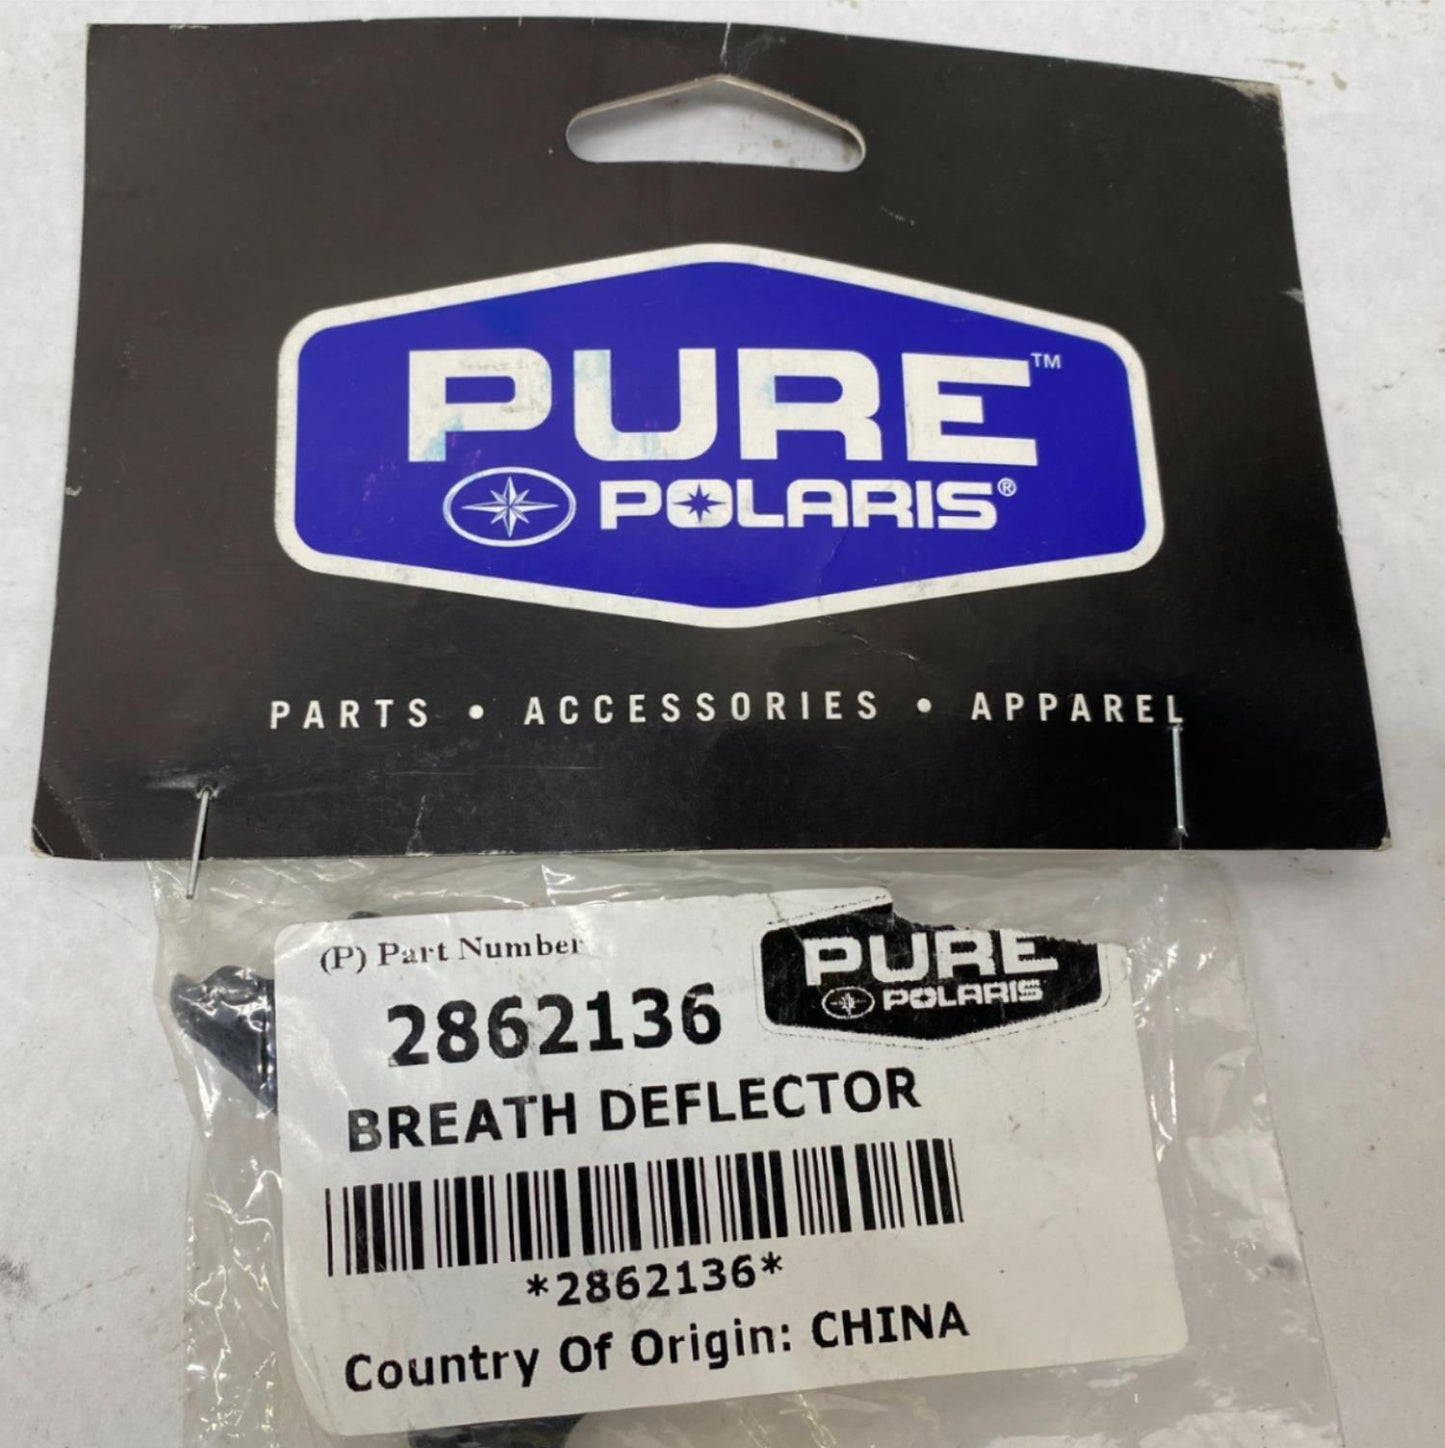 PURE™
POLARIS®
PARTS • ACCESSORIES • APPAREL
(P) Part Number
PURE
POLARIS
2862136
BREATH DEFLECTOR
*2862136*
Country Of Origin: CHINA